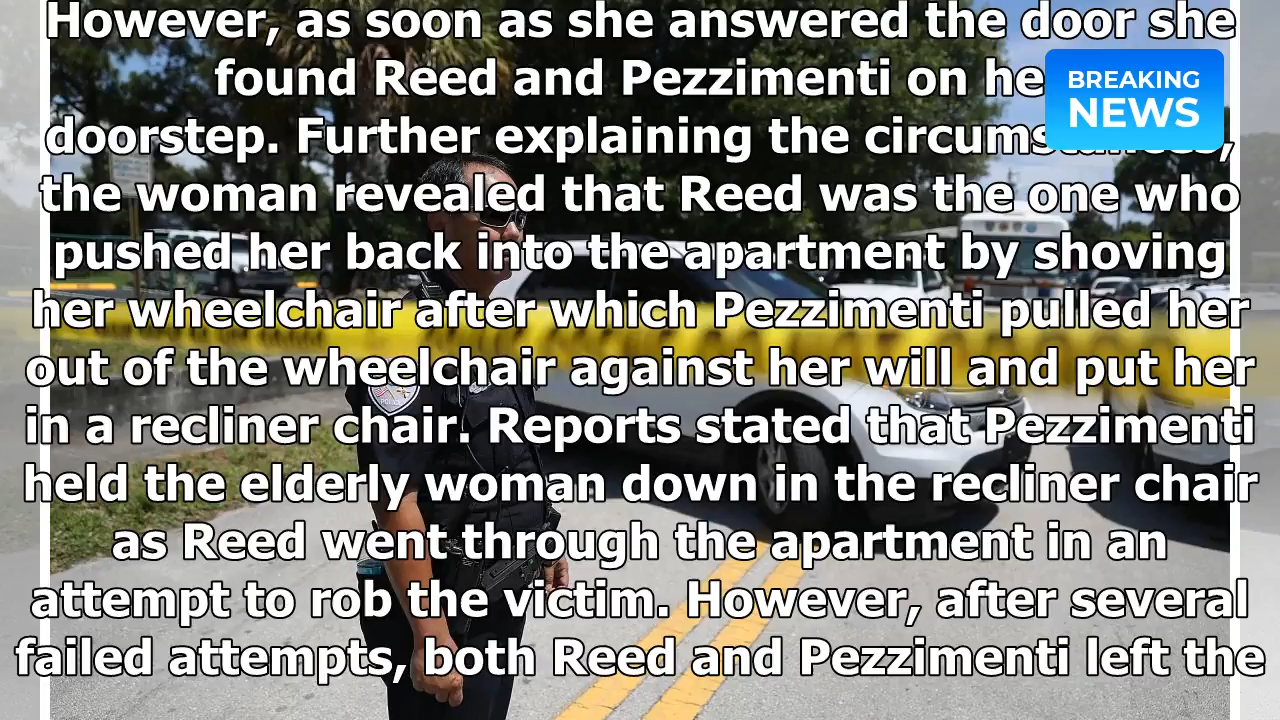 However, as soon as she answered the door she
found Reed and Pezzimenti on
BREAKING
NEWS
doorstep. Further explaining the
the woman revealed that Reed was the one who
pushed her back into the apartment by shoving
her wheelchair after which Pezzimenti pulled her
out of the wheelchair against her will and put her
in a recliner chair. Reports stated that Pezzimenti
held the elderly woman down in the recliner chair
as Reed went through the apartment in an
attempt to rob the victim. However, after several
failed attempts, both Reed and Pezzimenti left the
POLICE